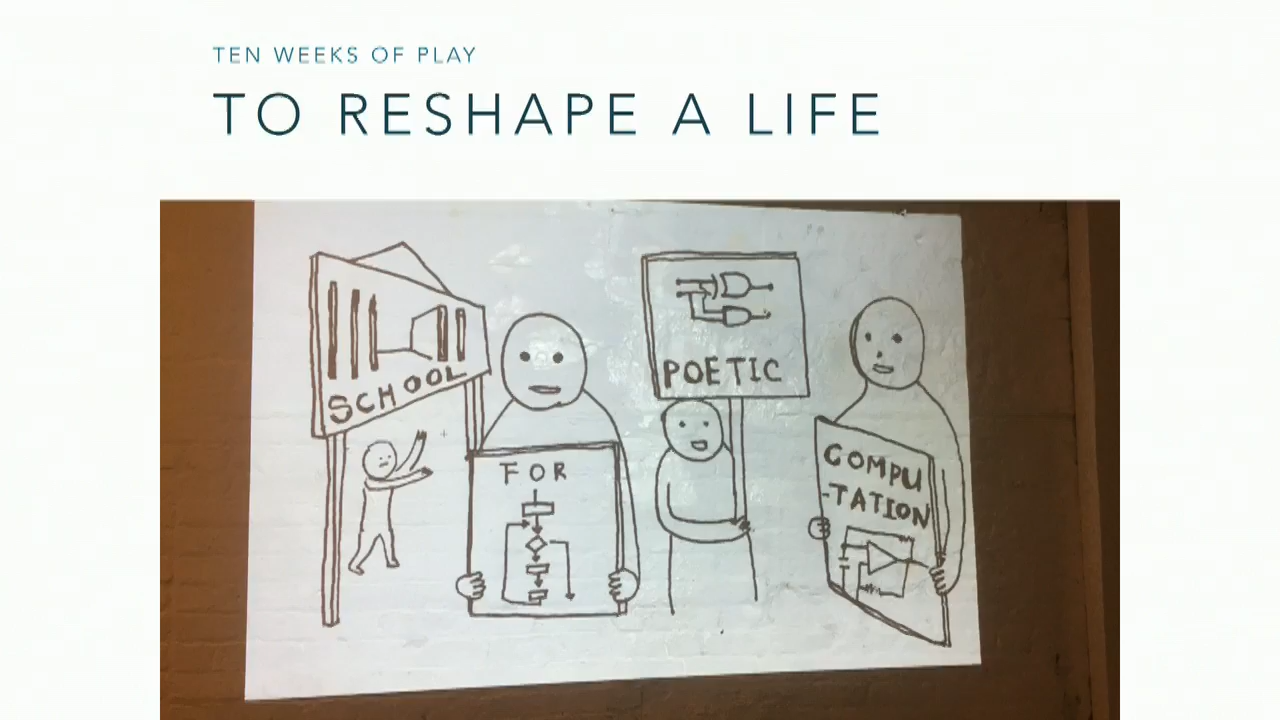 TEN WEEKS OF PLAY
TO RESHAPE A LIFE
SCHOOL
FOR
POETIC
COMPU
-TATION